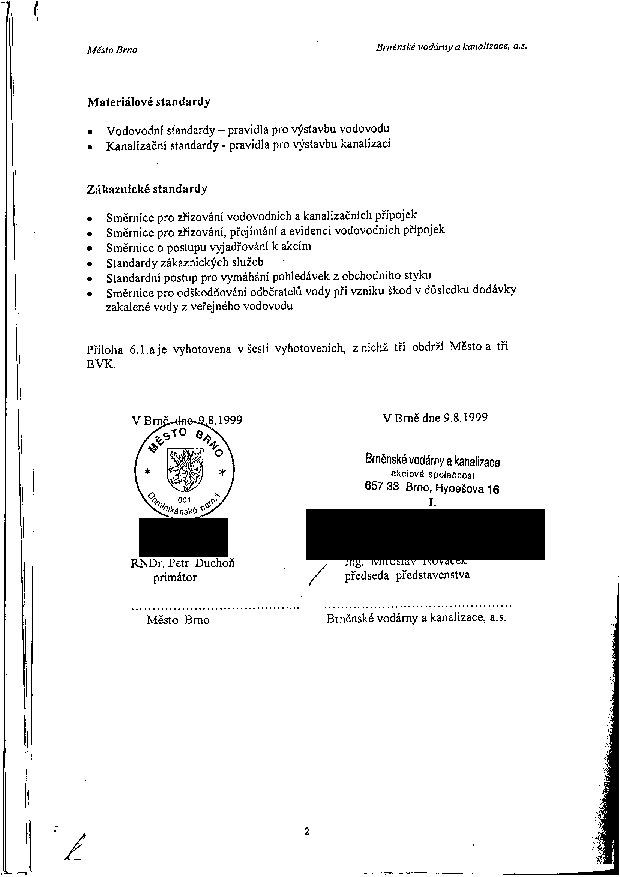 Město Brno
Brněnské vodárny a kanalizace, a.s.
Materiálové standardy
• Vodovodní standardy – pravidla pro výstavbu vodovodu
• Kanalizační standardy - pravidla pro výstavbu kanalizací
Zákaznické standardy
• Směrnice pro zřizování vodovodních a kanalizačních přípojek
• Směrnice pro zřizování, přejímání a evidenci vodovodních přípojek
• Směrnice o postupu vyjadřování k akcím
• Standardy zákaznických služeb
• Standardní postup pro vymáhání pohledávek z obchodního styku
• Směrnice pro odškodňování odběratelů vody při vzniku škod v důsledku dodávky
zakalené vody z veřejného vodovodu
Příloha 6.1.a je vyhotovena v šesti vyhotoveních, z nichž tři obdrží Město a tři
BVK.
V Brně dne 9.8.1999
V Brně dne 9.8.1999
MĚSTO BRNO
001
Dominikánské nám.1
Brněnské vodárny a kanalizace
akciová společnost
657 33 Brno, Hybešova 16
I.
RNDr. Petr Duchoň
primátor
Ing. Miroslav Nováček
předseda představenstva
Město Brno
Brněnské vodárny a kanalizace, a.s.
2